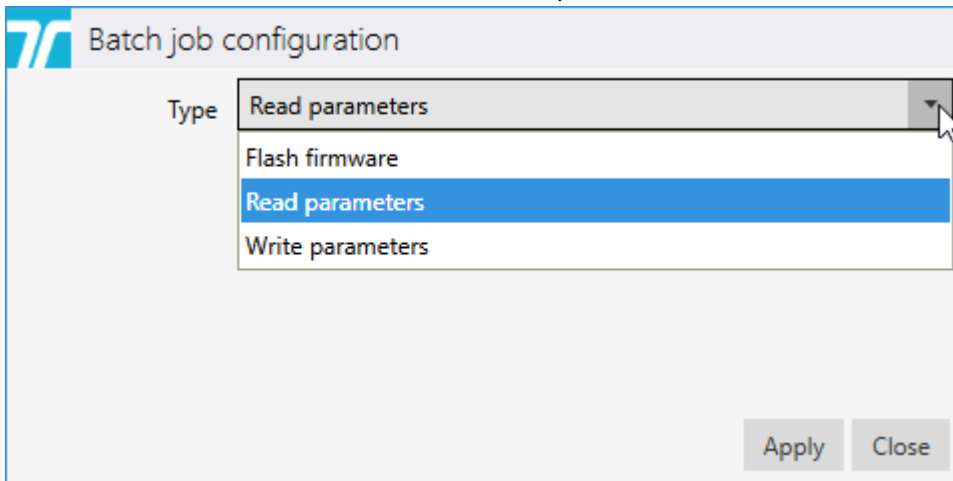 Batch job configuration
Type Read parameters
Flash firmware
Read parameters
Write parameters
Apply Close